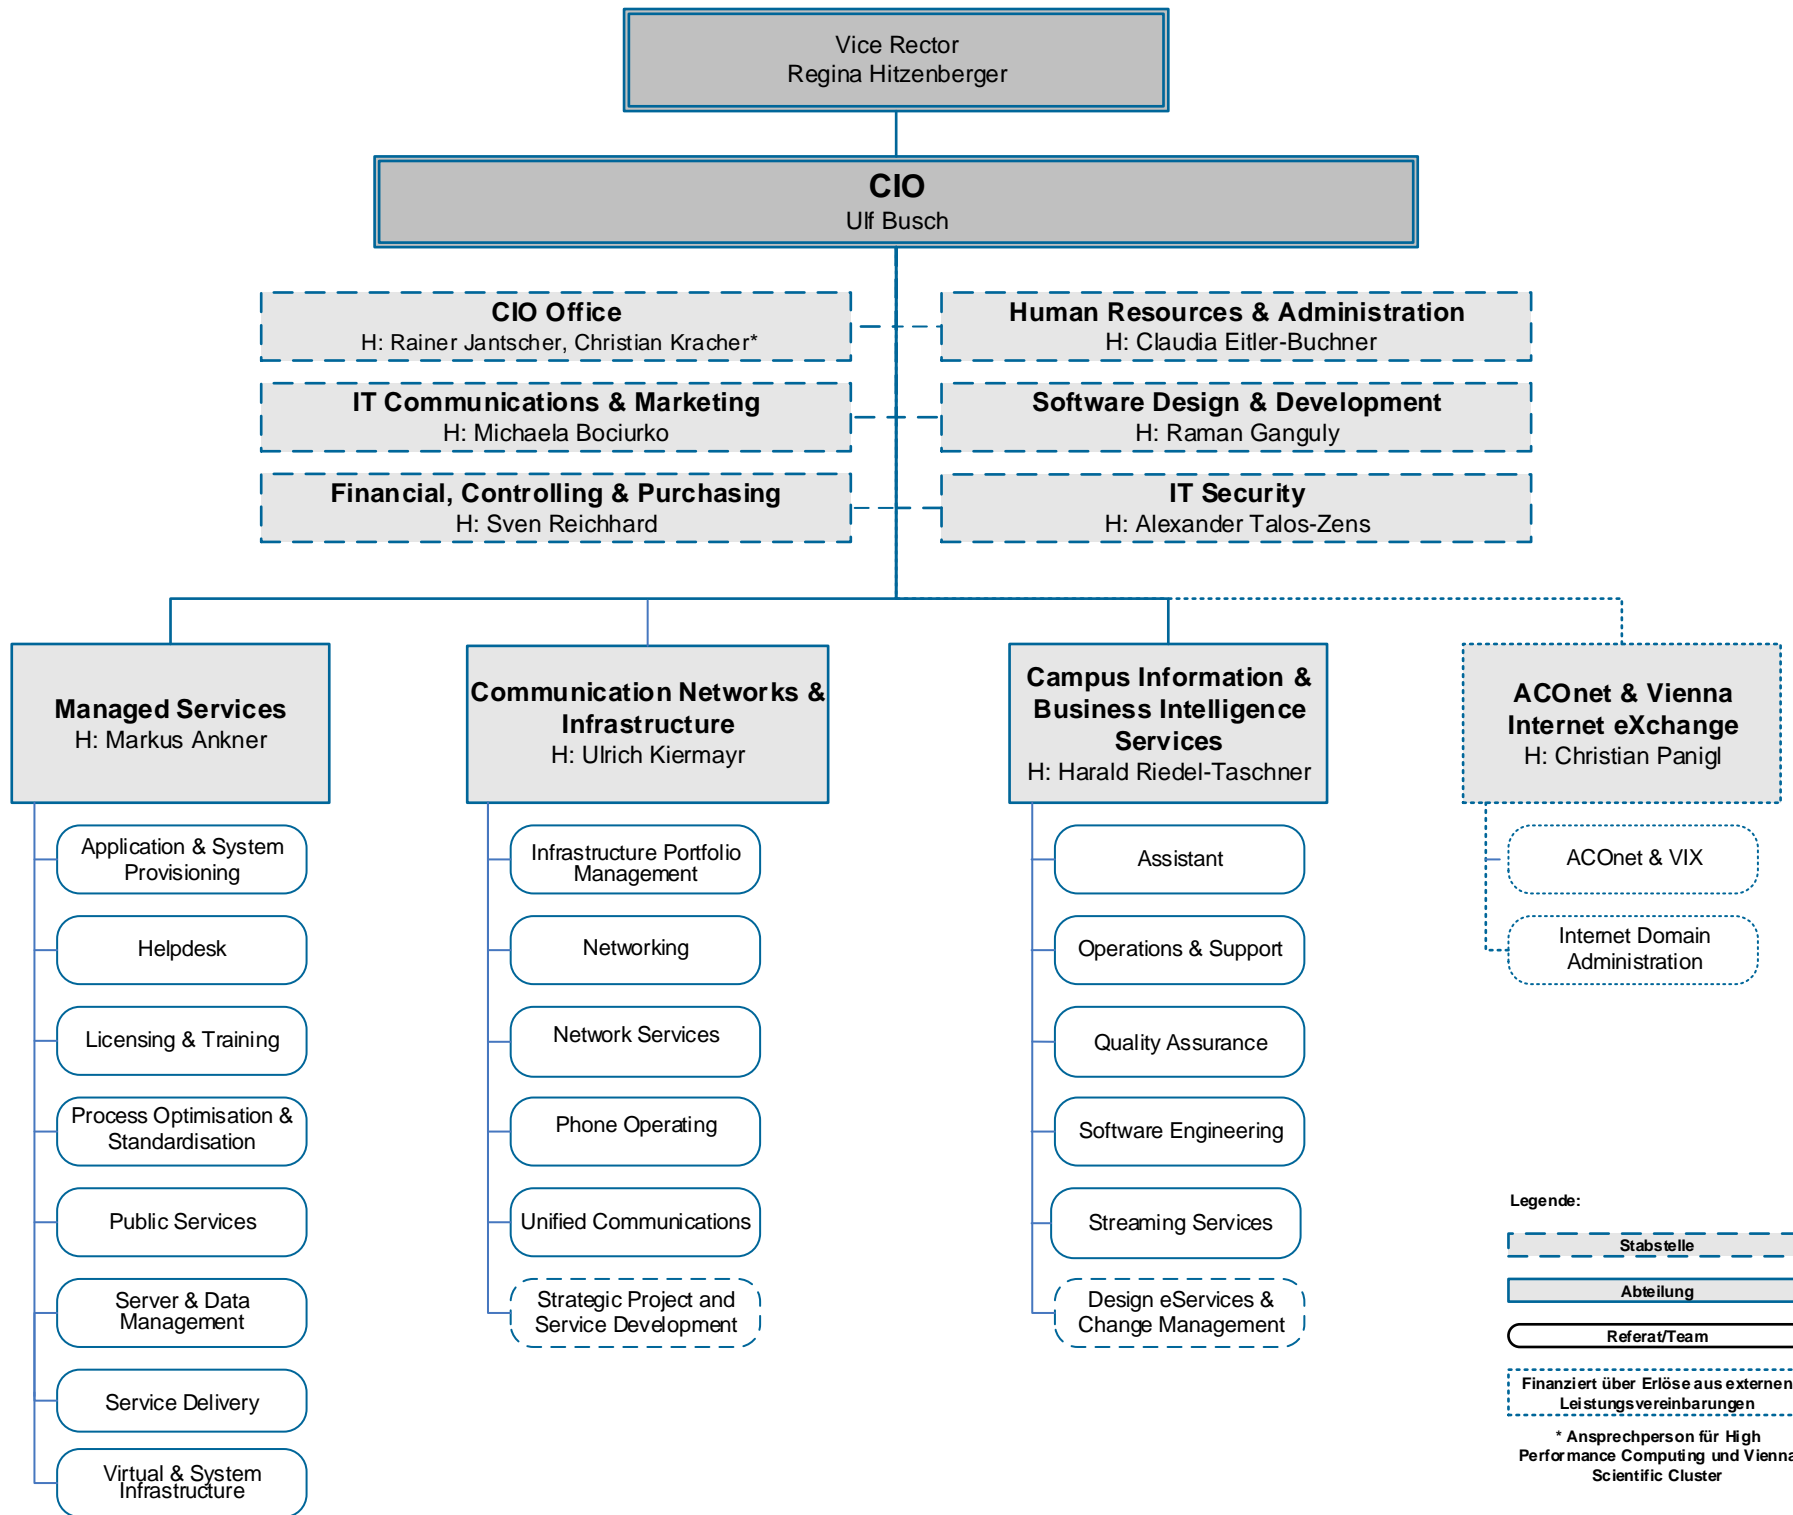 Vice Rector
Regina Hitzenberger
CIO
Ulf Busch
CIO Office
H: Rainer Jantscher, Christian Kracher*
Human Resources & Administration
H: Claudia Eitler-Buchner
IT Communications & Marketing
H: Michaela Bociurko
Software Design & Development
H: Raman Ganguly
Financial, Controlling & Purchasing
H: Sven Reichhard
IT Security
H: Alexander Talos-Zens
Managed Services
H: Markus Ankner
Application & System
Provisioning
Helpdesk
Licensing & Training
Process Optimisation &
Standardisation
Public Services
Server & Data
Management
Service Delivery
Virtual & System
Infrastructure
Communication Networks &
Infrastructure
H: Ulrich Kiermayr
Infrastructure Portfolio
Management
Networking
Network Services
Phone Operating
Unified Communications
Strategic Project and
Service Development
Campus Information &
Business Intelligence
Services
H: Harald Riedel-Taschner
Assistant
Operations & Support
Quality Assurance
Software Engineering
Streaming Services
Design eServices &
Change Management
ACOnet & Vienna
Internet eXchange
H: Christian Panigl
ACOnet & VIX
Internet Domain
Administration
Legende:
Stabstelle
Abteilung
Referat/Team
Finanziert über Erlöse aus externen
Leistungsvereinbarungen
* Ansprechperson für High
Performance Computing und Vienna
Scientific Cluster